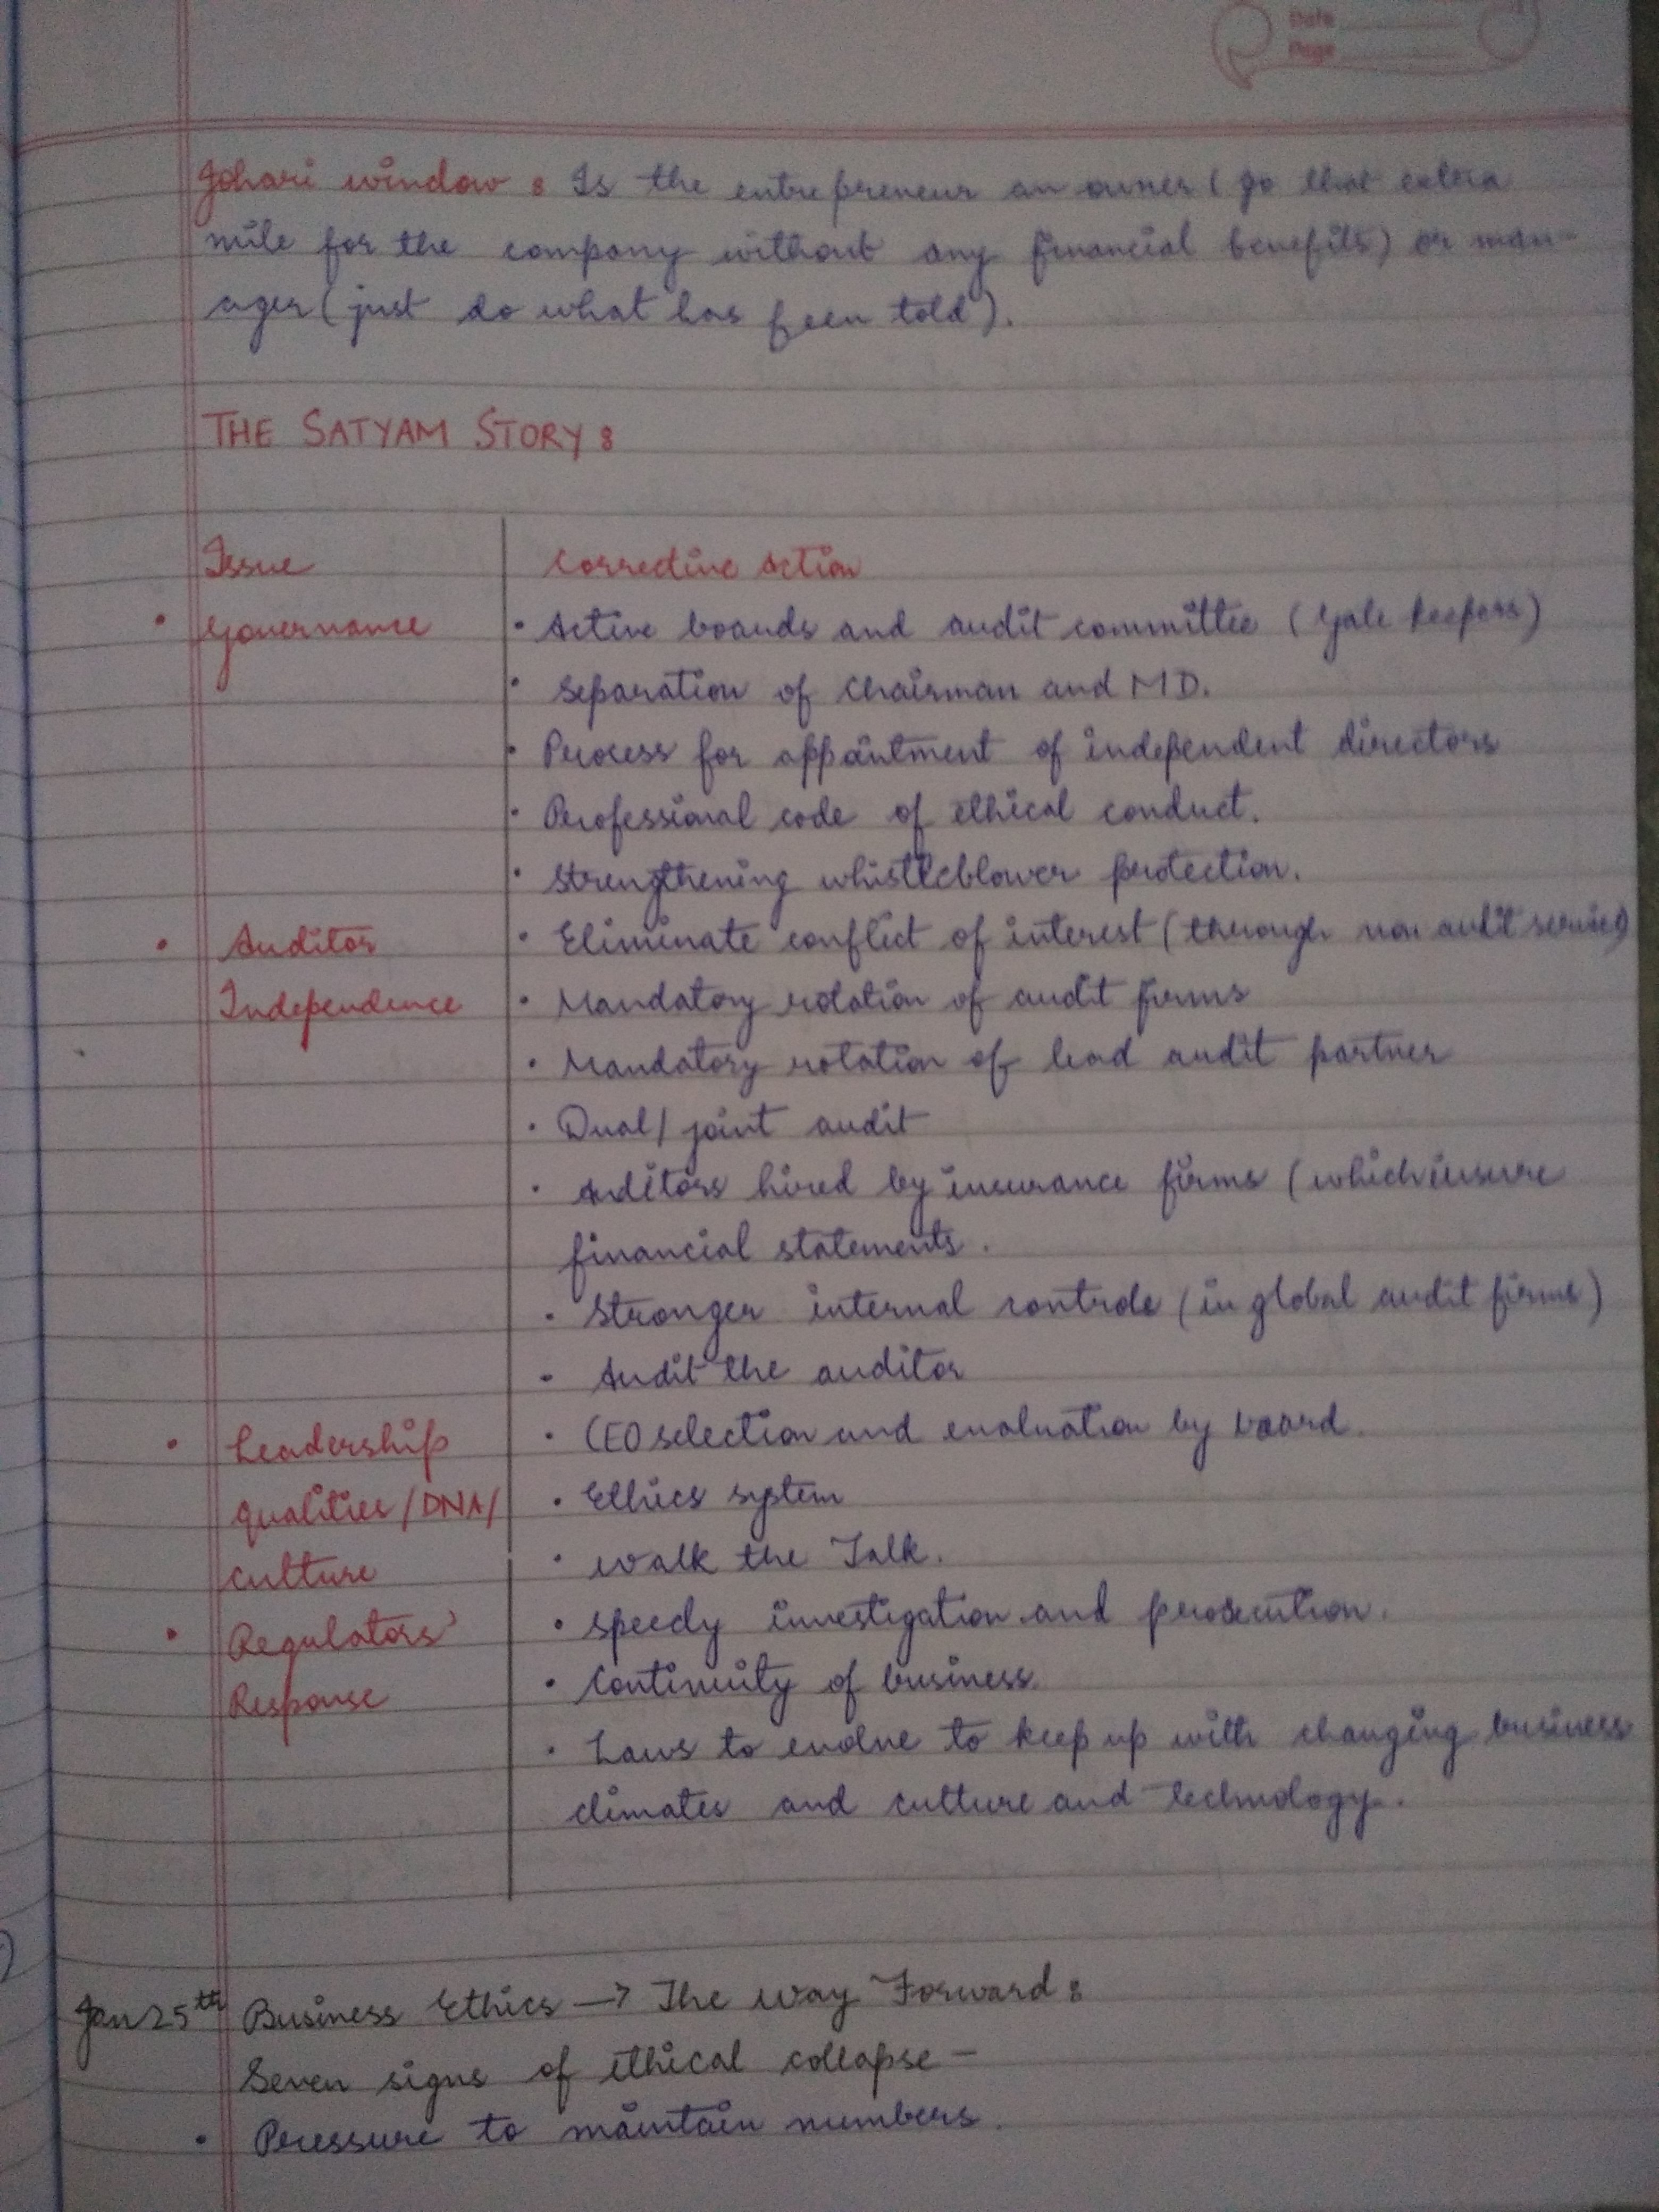 Date
Page
Johari window : Is the entrepreneur an owner (go that extra
mile for the company without any financial benefits) or man-
ager (just do what has been told).
THE SATYAM STORY :
Issue Corrective Action
• Governance • Active boards and audit committee (gate keepers)
• Separation of Chairman and MD.
• Process for appointment of independent directors
• Professional code of ethical conduct.
• Strengthening whistleblower protection.
• Auditor • Eliminate conflict of interest (through non audit services)
Independence • Mandatory rotation of audit firms
• Mandatory rotation of lead audit partner
• Dual / joint audit
• Auditors hired by insurance firms (which insure
financial statements.
• Stronger internal controls (in global audit firms)
• Audit the auditor
• Leadership • CEO selection and evaluation by board.
qualities / DNA / • Ethics system
culture • Walk the Talk.
• Regulators' • Speedy investigation and prosecution.
Response • Continuity of business.
• Laws to evolve to keep up with changing business
climates and culture and technology.
Jan 25th Business Ethics → The Way Forward :
Seven signs of ethical collapse -
• Pressure to maintain numbers.